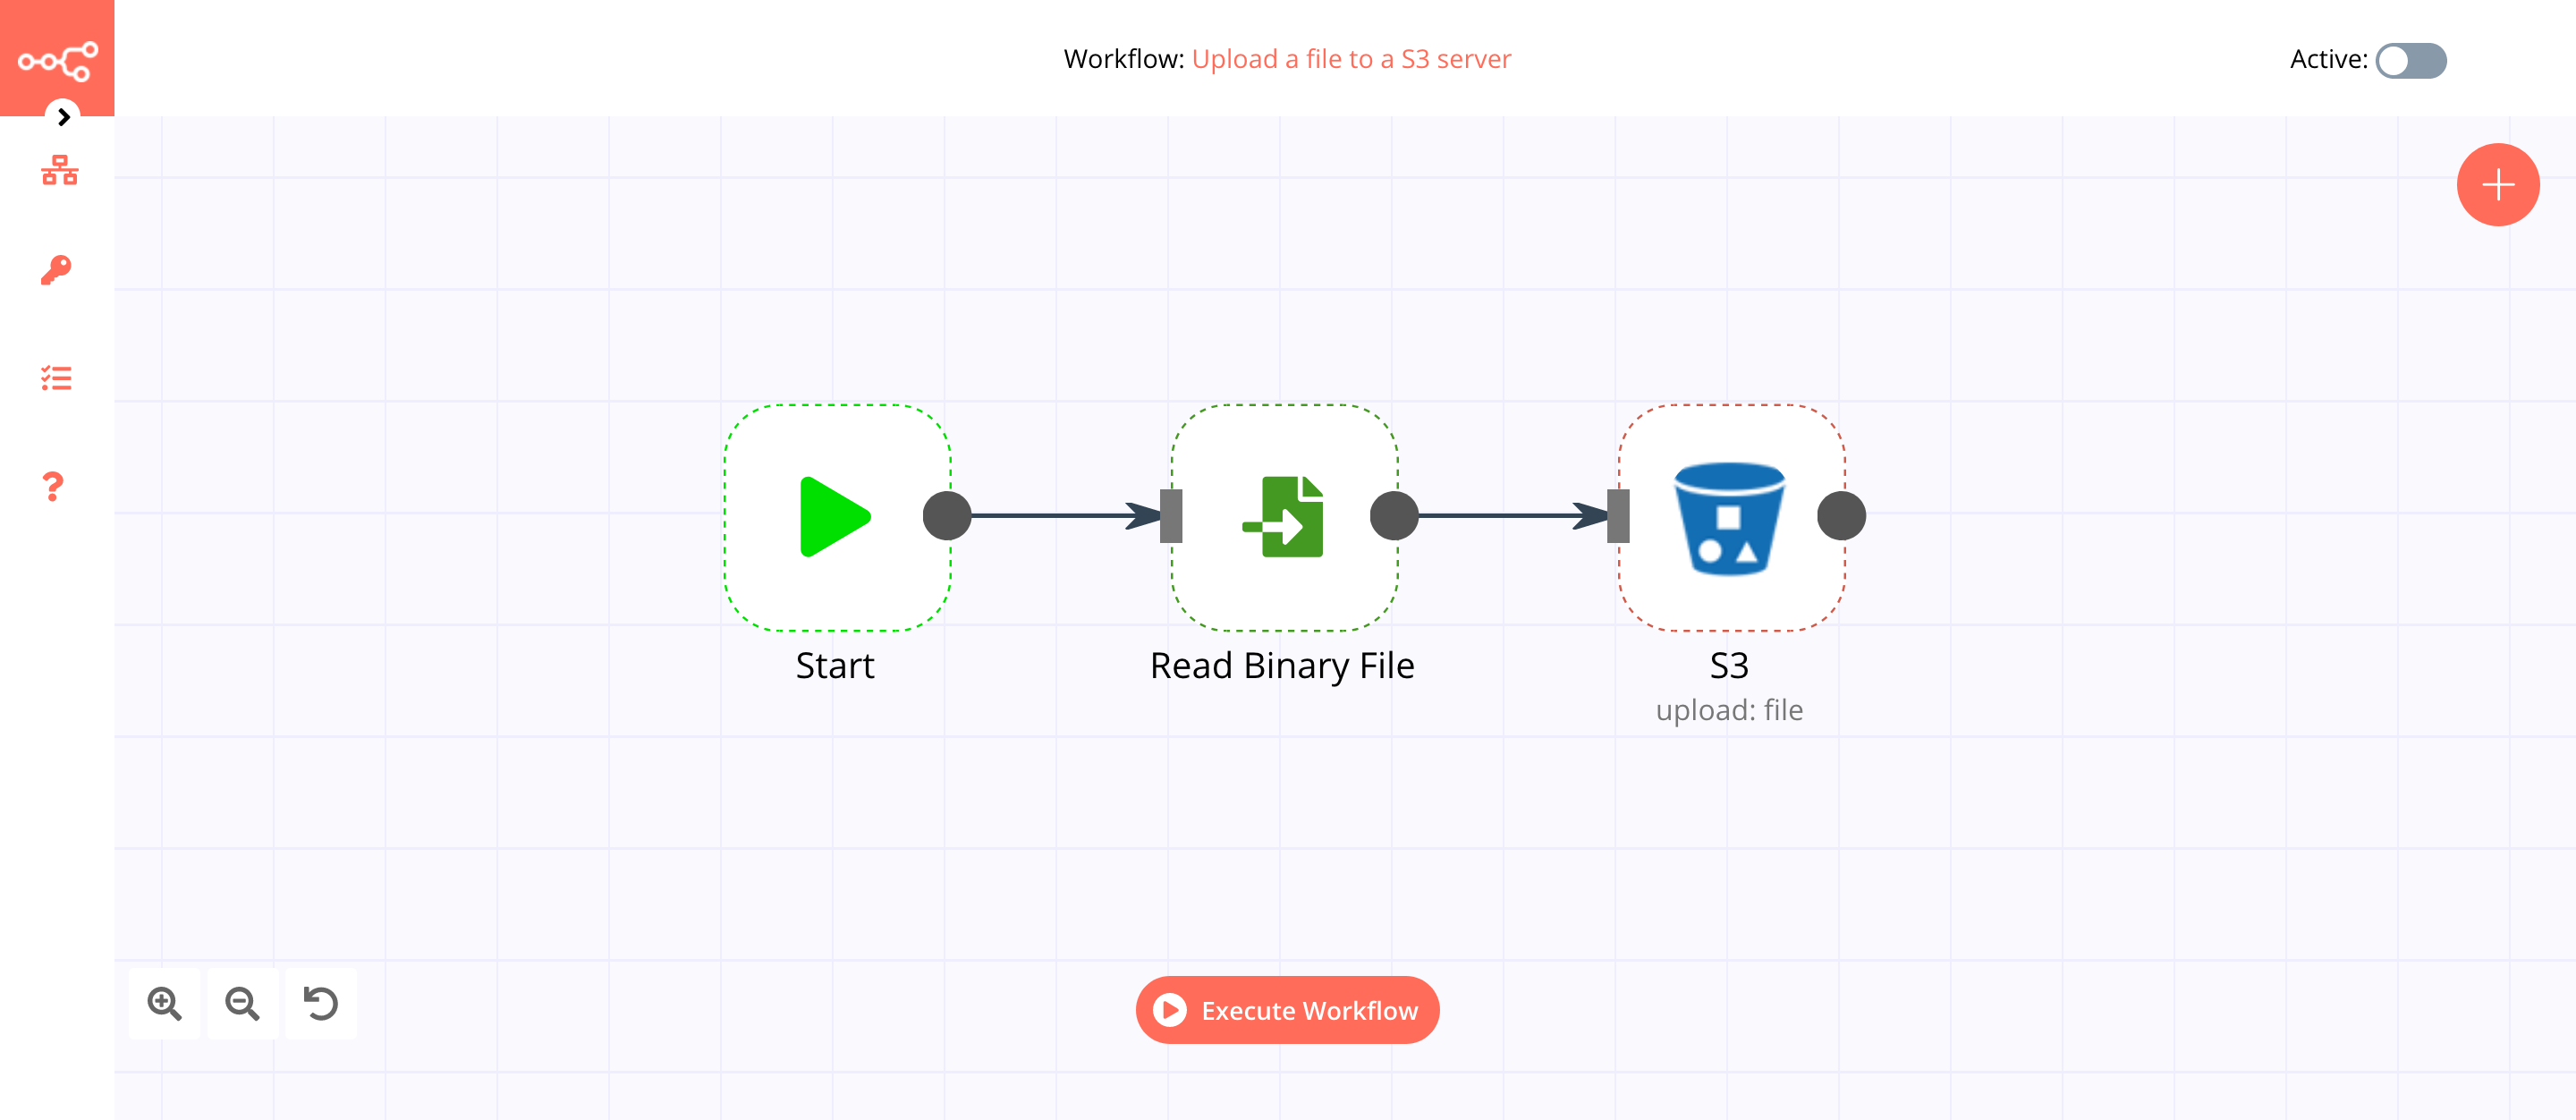 Workflow: Upload a file to a S3 server
Active:
Start
Read Binary File
S3
upload: file
Execute Workflow